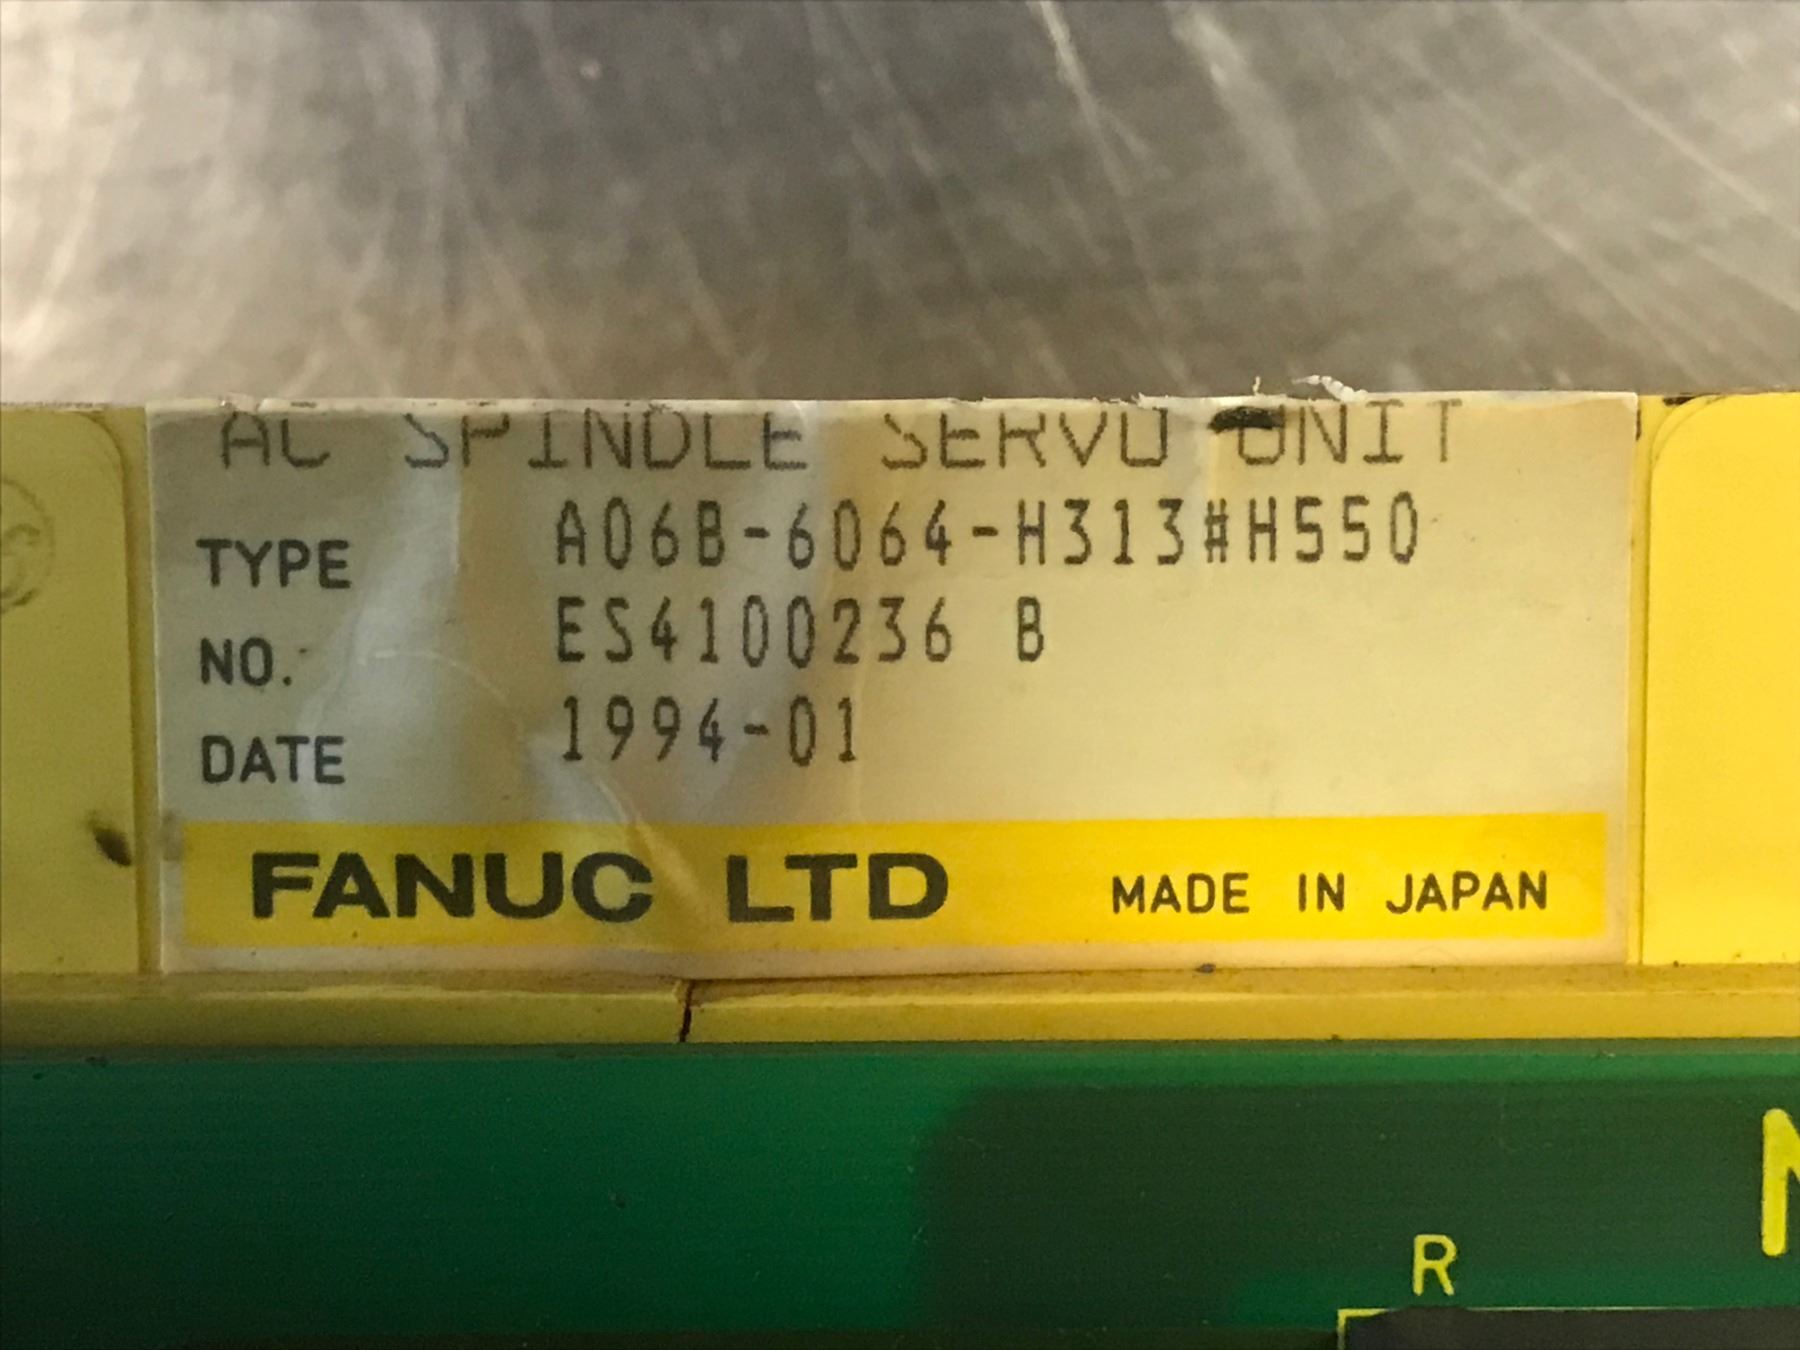 AC SPINDLE SERVO UNIT
TYPE A06B-6064-H313#H550
NO. ES4100236 B
DATE 1994-01
FANUC LTD MADE IN JAPAN
R